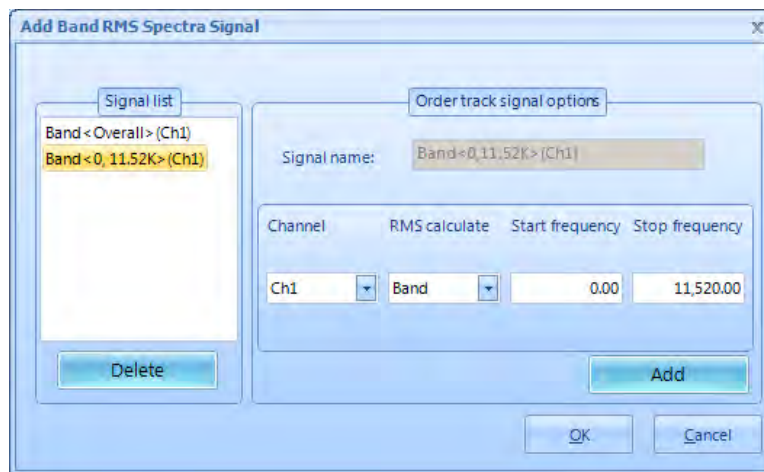 Add Band RMS Spectra Signal
x
Signal list
Band<Overall>(Ch1)
Band<0, 11.52K>(Ch1)
Delete
Order track signal options
Signal name:
Band<0,11.52K>(Ch1)
Channel RMS calculate Start frequency Stop frequency
Ch1 Band 0.00 11,520.00
Add
OK Cancel